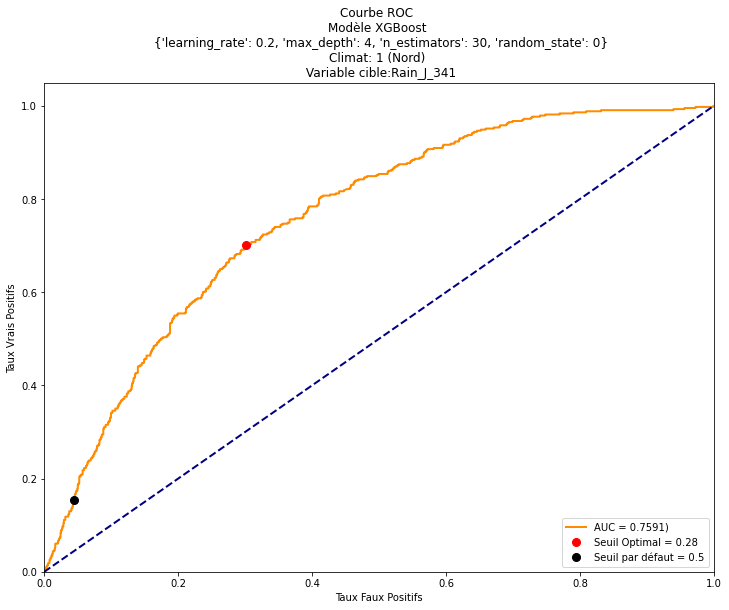 Courbe ROC
Modèle XGBoost
{'learning_rate': 0.2, 'max_depth': 4, 'n_estimators': 30, 'random_state': 0}
Climat: 1 (Nord)
Variable cible:Rain_J_341
Taux Vrais Positifs
1.0
0.8
0.6
0.4
0.2
0.0
0.0 0.2 0.4 0.6 0.8 1.0
Taux Faux Positifs
AUC = 0.7591)
Seuil Optimal = 0.28
Seuil par défaut = 0.5